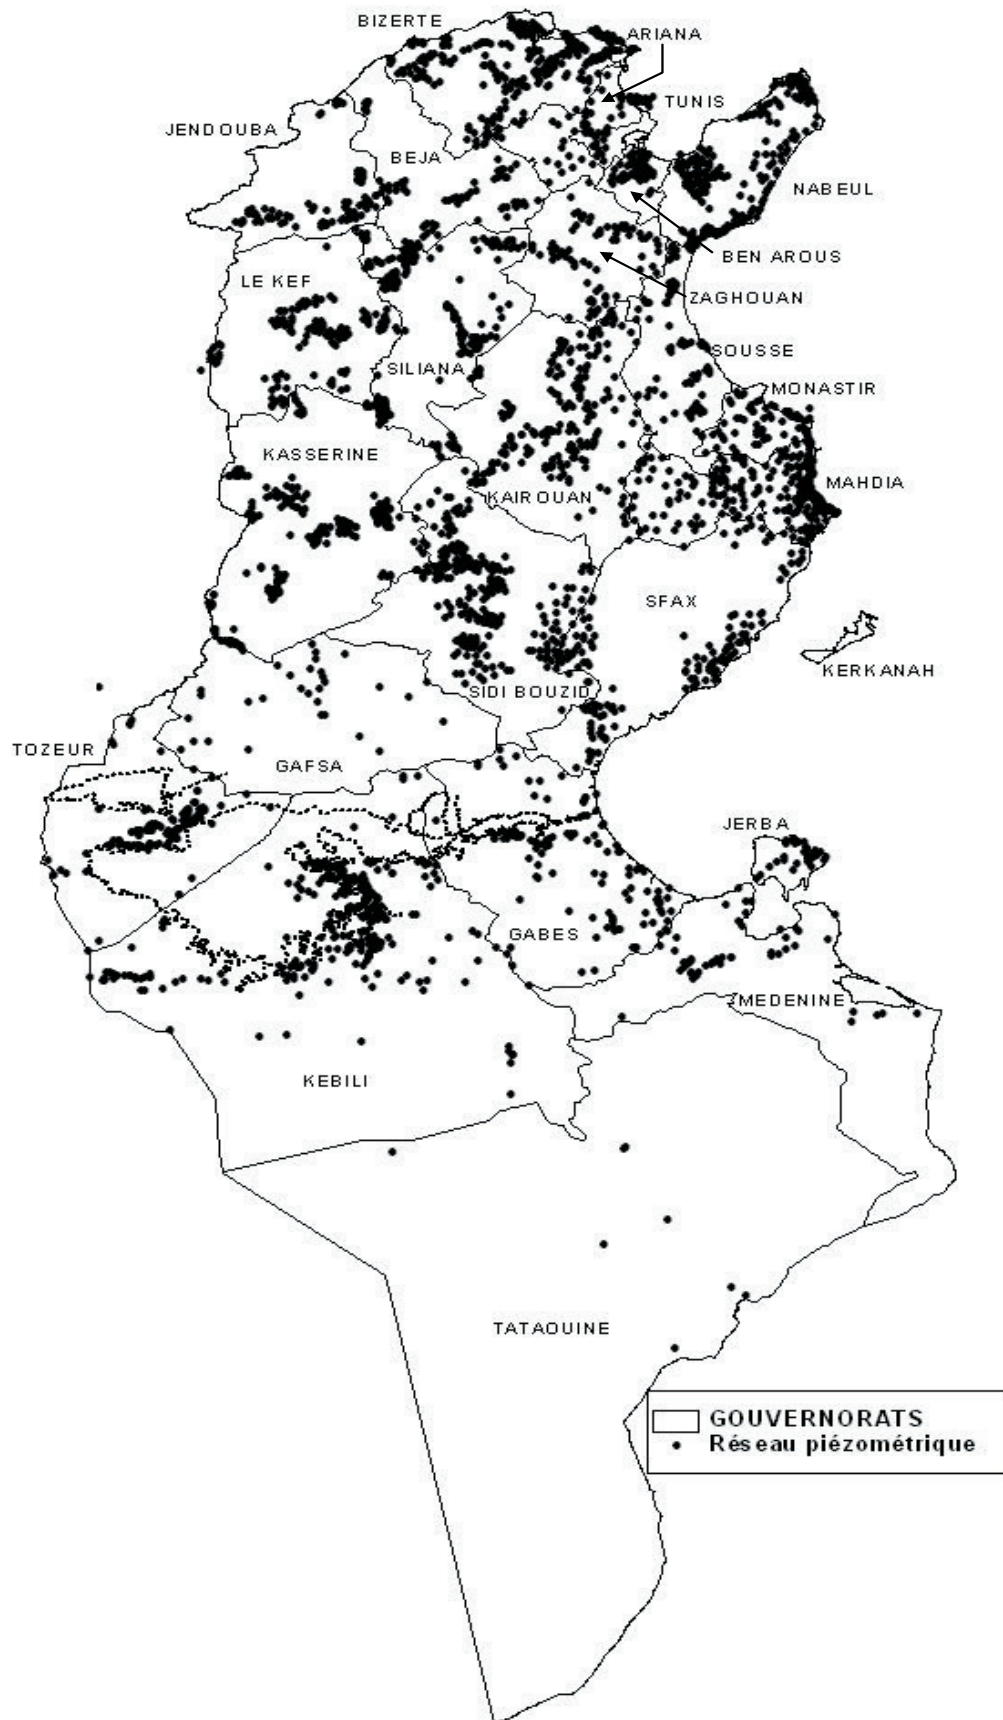 BIZERTE
ARIANA
TUNIS
JENDOUBA
BEJA
NABEUL
BEN AROUS
LE KEF
ZAGHOUAN
SOUSSE
SILIANA
MONASTIR
KASSERINE
MAHDIA
KAIROUAN
SFAX
KERKANAH
SIDI BOUZID
TOZEUR
GAFSA
JERBA
GABES
MEDENINE
KEBILI
TATAOUINE
GOUVERNORATS
Réseau piézométrique